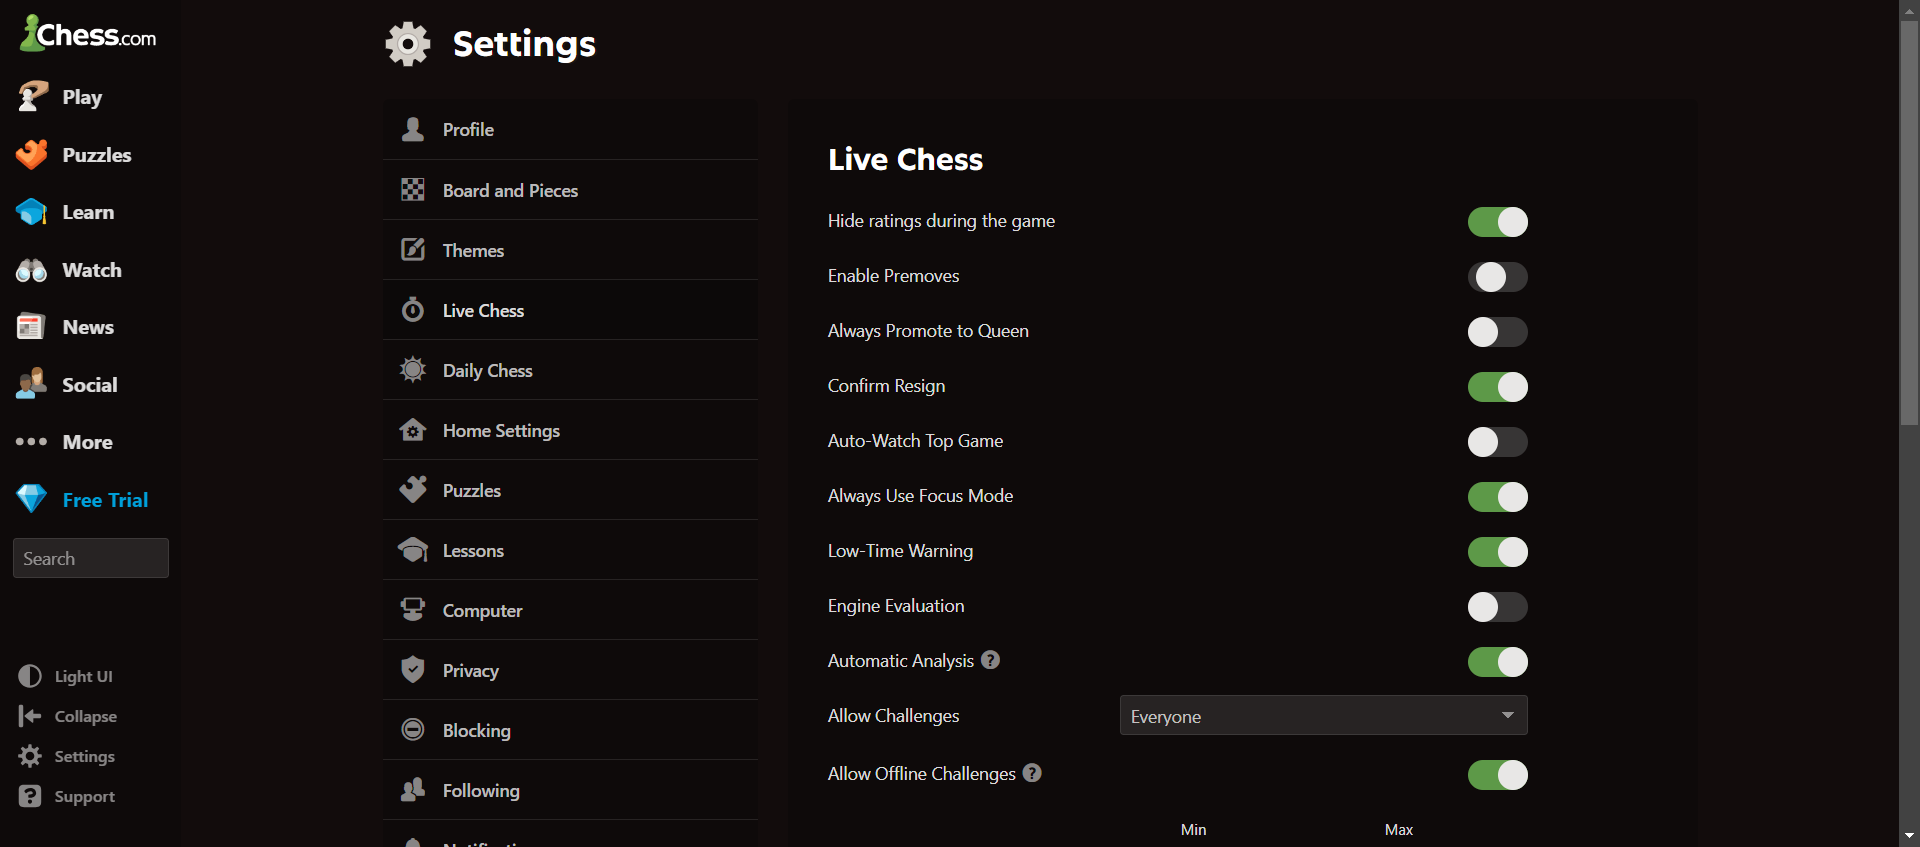 Chess.com
Play
Puzzles
Learn
Watch
News
Social
More
Free Trial
Search
Light UI
Collapse
Settings
Support
Settings
Profile
Board and Pieces
Themes
Live Chess
Daily Chess
Home Settings
Puzzles
Lessons
Computer
Privacy
Blocking
Following
Live Chess
Hide ratings during the game
Enable Premoves
Always Promote to Queen
Confirm Resign
Auto-Watch Top Game
Always Use Focus Mode
Low-Time Warning
Engine Evaluation
Automatic Analysis ?
Allow Challenges Everyone
Allow Offline Challenges ?
Min Max